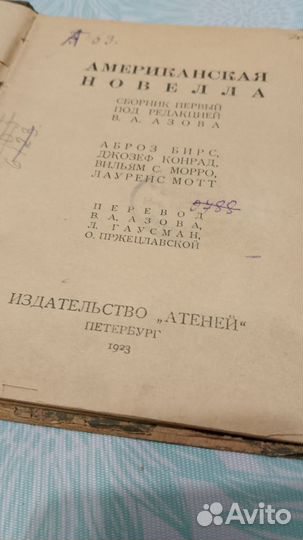 А 03.
АМЕРИКАНСКАЯ
НОВЕЛЛА
СБОРНИК ПЕРВЫЙ
ПОД РЕДАКЦИЕЙ
В. А. АЗОВА
АБРОЗ БИРС,
ДЖОЗЕФ КОНРАД,
ВИЛЬЯМ С. МОРРО,
ЛАУРЕНС МОТТ
ПЕРЕВОД
В. А. АЗОВА,
Л. ГАУСМАН,
О. ПРЖЕЦЛАВСКОЙ
ИЗДАТЕЛЬСТВО „АТЕНЕЙ“
ПЕТЕРБУРГ
1923
Avito